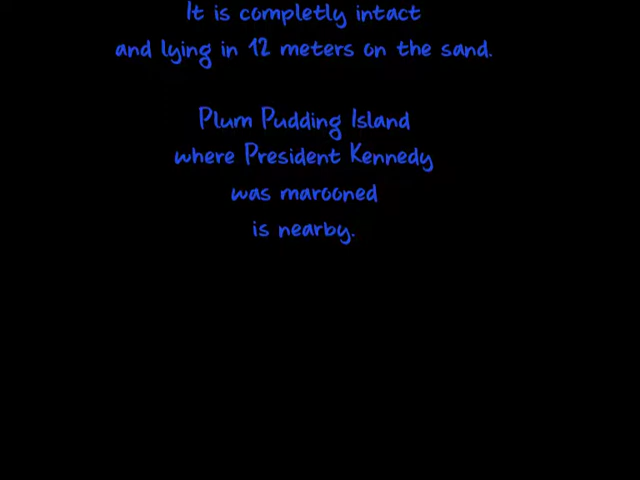 It is completly intact
and lying in 12 meters on the sand.
Plum Pudding Island
where President Kennedy
was marooned
is nearby.